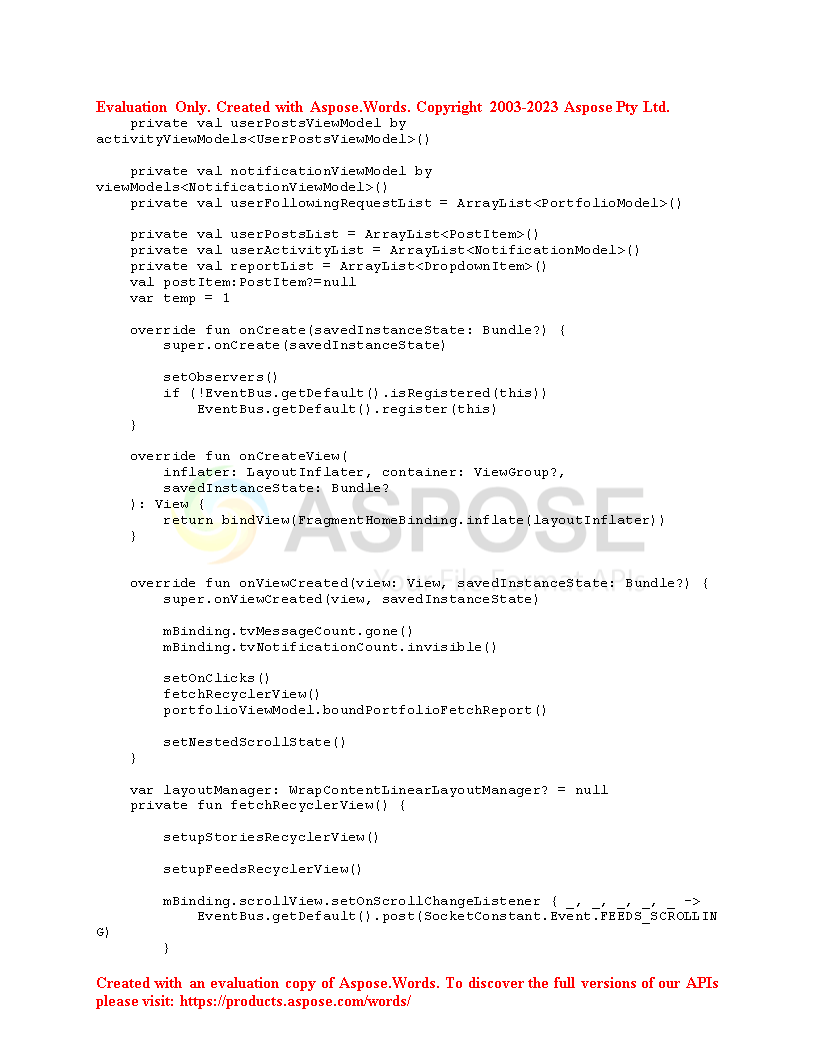 Evaluation Only. Created with Aspose.Words. Copyright 2003-2023 Aspose Pty Ltd.
    private val userPostsViewModel by
activityViewModels<UserPostsViewModel>()

    private val notificationViewModel by
viewModels<NotificationViewModel>()
    private val userFollowingRequestList = ArrayList<PortfolioModel>()

    private val userPostsList = ArrayList<PostItem>()
    private val userActivityList = ArrayList<NotificationModel>()
    private val reportList = ArrayList<DropdownItem>()
    val postItem:PostItem?=null
    var temp = 1

    override fun onCreate(savedInstanceState: Bundle?) {
        super.onCreate(savedInstanceState)

        setObservers()
        if (!EventBus.getDefault().isRegistered(this))
            EventBus.getDefault().register(this)
    }

    override fun onCreateView(
        inflater: LayoutInflater, container: ViewGroup?,
        savedInstanceState: Bundle?
    ): View {
        return bindView(FragmentHomeBinding.inflate(layoutInflater))
    }
ASPOSE
Your File Format APIs

    override fun onViewCreated(view: View, savedInstanceState: Bundle?) {
        super.onViewCreated(view, savedInstanceState)

        mBinding.tvMessageCount.gone()
        mBinding.tvNotificationCount.invisible()

        setOnClicks()
        fetchRecyclerView()
        portfolioViewModel.boundPortfolioFetchReport()

        setNestedScrollState()
    }

    var layoutManager: WrapContentLinearLayoutManager? = null
    private fun fetchRecyclerView() {

        setupStoriesRecyclerView()

        setupFeedsRecyclerView()

        mBinding.scrollView.setOnScrollChangeListener { _, _, _, _, _ ->
            EventBus.getDefault().post(SocketConstant.Event.FEEDS_SCROLLIN
G)
        }

Created with an evaluation copy of Aspose.Words. To discover the full versions of our APIs
please visit: https://products.aspose.com/words/